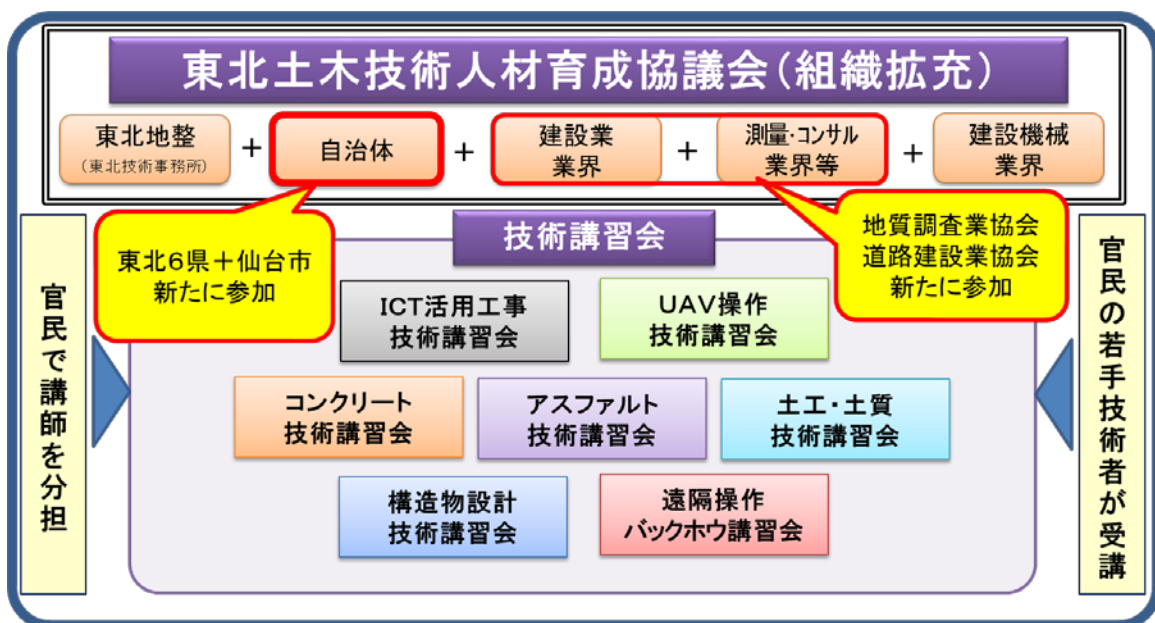 東北土木技術人材育成協議会（組織拡充）
東北地整
（東北技術事務所）
+
自治体
+
建設業
業界
+
測量・コンサル
業界等
+
建設機械
業界
東北６県＋仙台市
新たに参加
地質調査業協会
道路建設業協会
新たに参加
官民で講師を分担
技術講習会
ICT活用工事
技術講習会
UAV操作
技術講習会
コンクリート
技術講習会
アスファルト
技術講習会
土工・土質
技術講習会
構造物設計
技術講習会
遠隔操作
バックホウ講習会
官民の若手技術者が受講